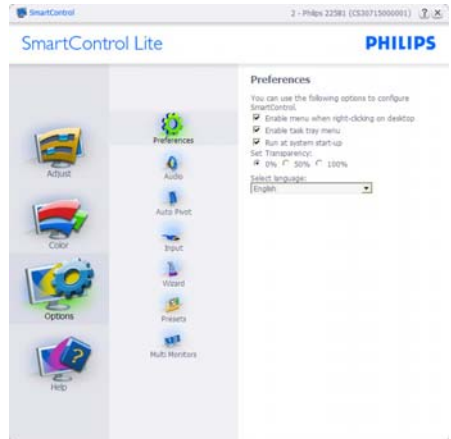 SmartControl
2 - Philips 225B1 (CS30715000001)
SmartControl Lite
PHILIPS
Adjust
Color
Options
Help
Preferences
Audio
Auto Pivot
Input
Wizard
Presets
Multi Monitors
Preferences
You can use the following options to configure
SmartControl.
Enable menu when right-clicking on desktop
Enable task tray menu
Run at system start-up
Set Transparency:
0% 50% 100%
Select language:
English